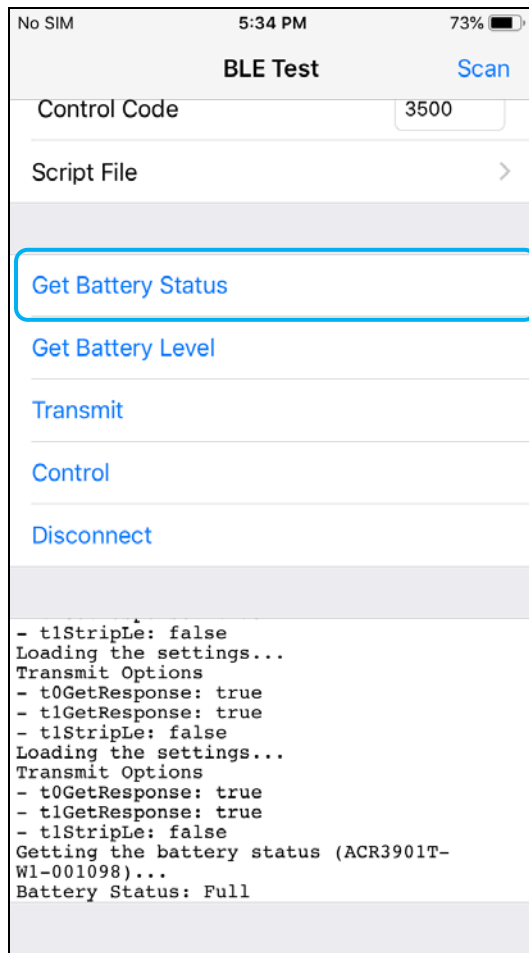 No SIM 5:34 PM 73%
BLE Test Scan
Control Code 3500
Script File
Get Battery Status
Get Battery Level
Transmit
Control
Disconnect
- t1StripLe: false
Loading the settings...
Transmit Options
- t0GetResponse: true
- t1GetResponse: true
- t1StripLe: false
Loading the settings...
Transmit Options
- t0GetResponse: true
- t1GetResponse: true
- t1StripLe: false
Getting the battery status (ACR3901T-
W1-001098)...
Battery Status: Full